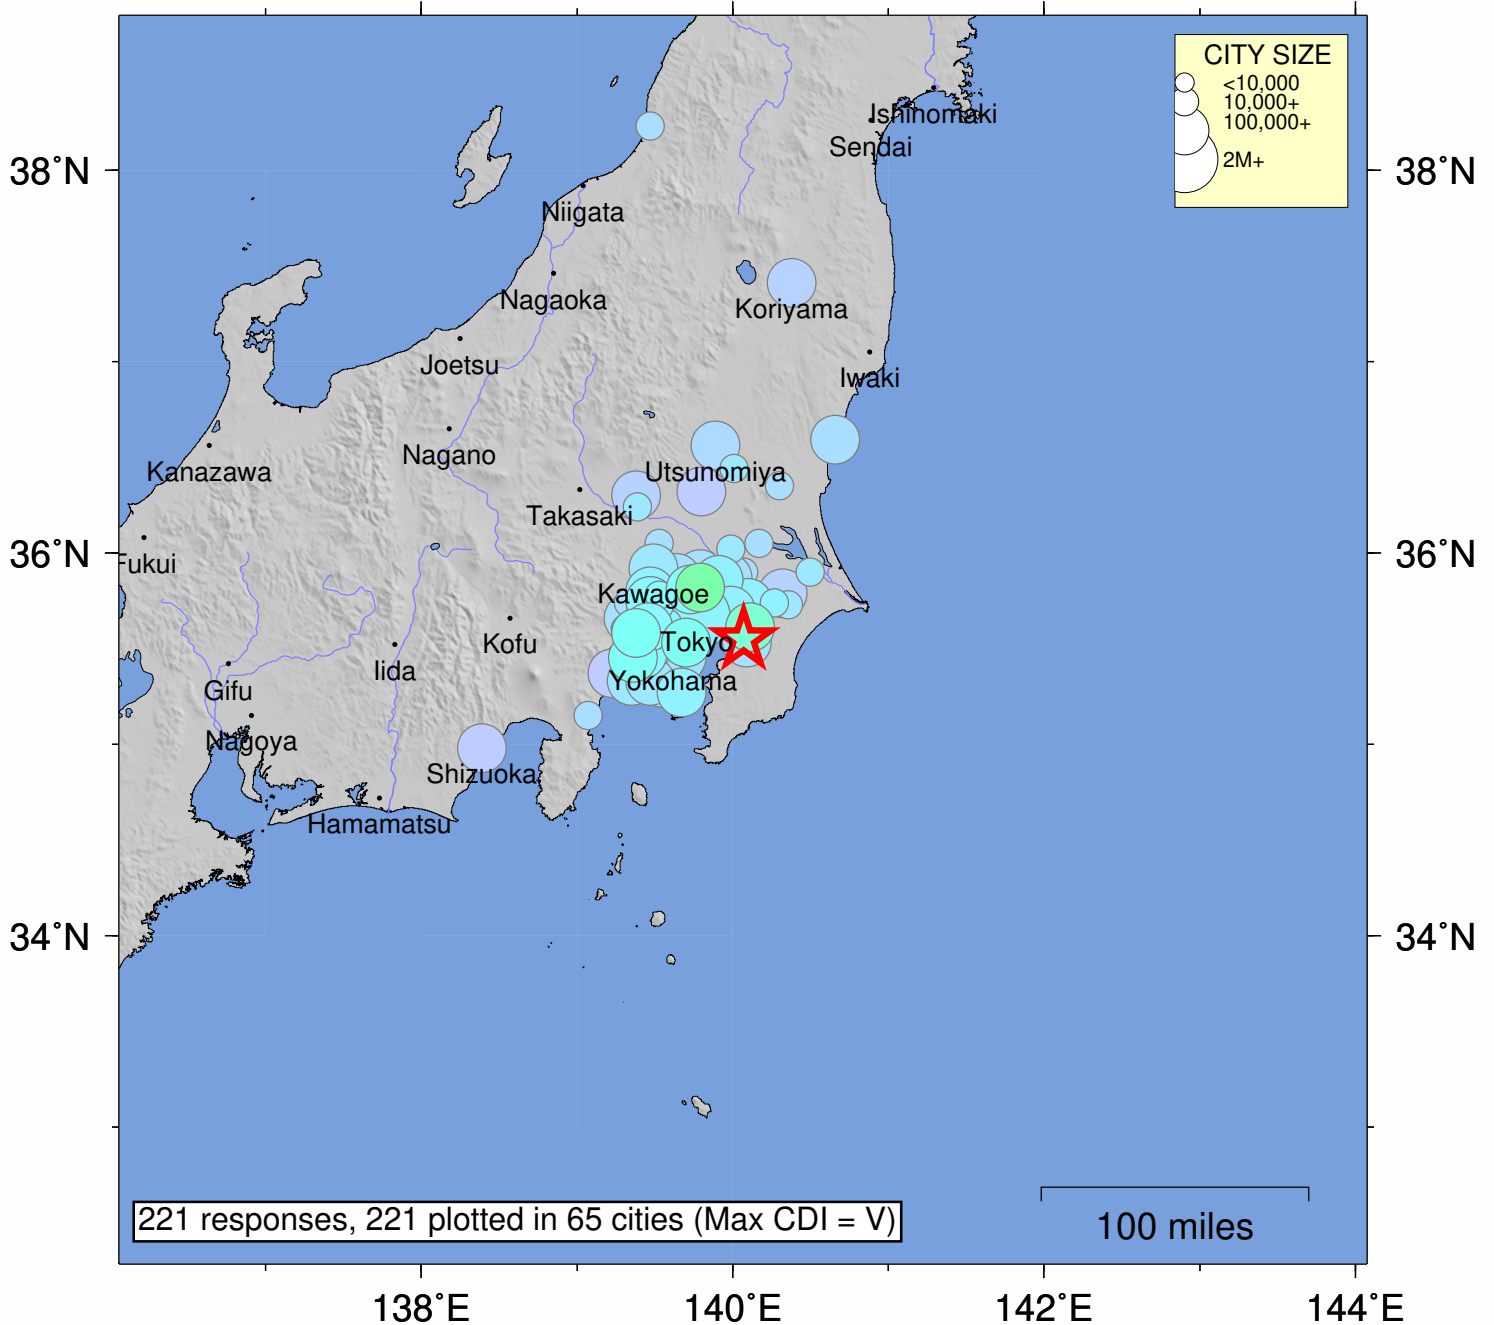 CITY SIZE
<10,000
10,000+
100,000+
2M+
Ishinomaki
Sendai
38˚N
38˚N
Niigata
Nagaoka
Koriyama
Joetsu
Iwaki
Nagano
Kanazawa
Utsunomiya
Takasaki
36˚N
36˚N
ukui
Kawagoe
Kofu
Tokyo
Iida
Yokohama
Gifu
Nagoya
Shizuoka
Hamamatsu
34˚N
34˚N
221 responses, 221 plotted in 65 cities (Max CDI = V)
100 miles
138˚E
140˚E
142˚E
144˚E